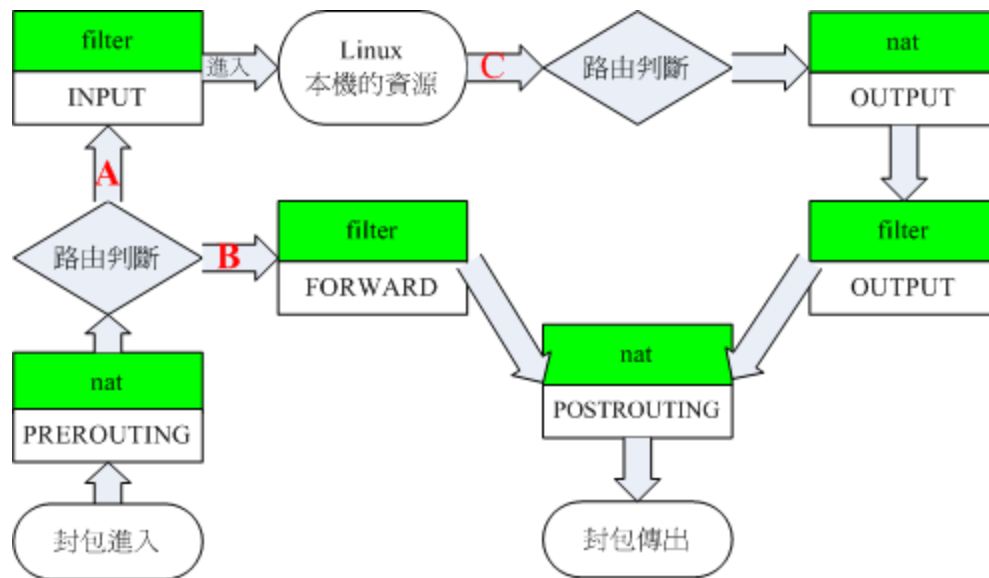 filter
INPUT
進入
Linux
本機的資源
C
路由判斷
nat
OUTPUT
A
路由判斷
B
filter
FORWARD
filter
OUTPUT
nat
PREROUTING
nat
POSTROUTING
封包進入
封包傳出